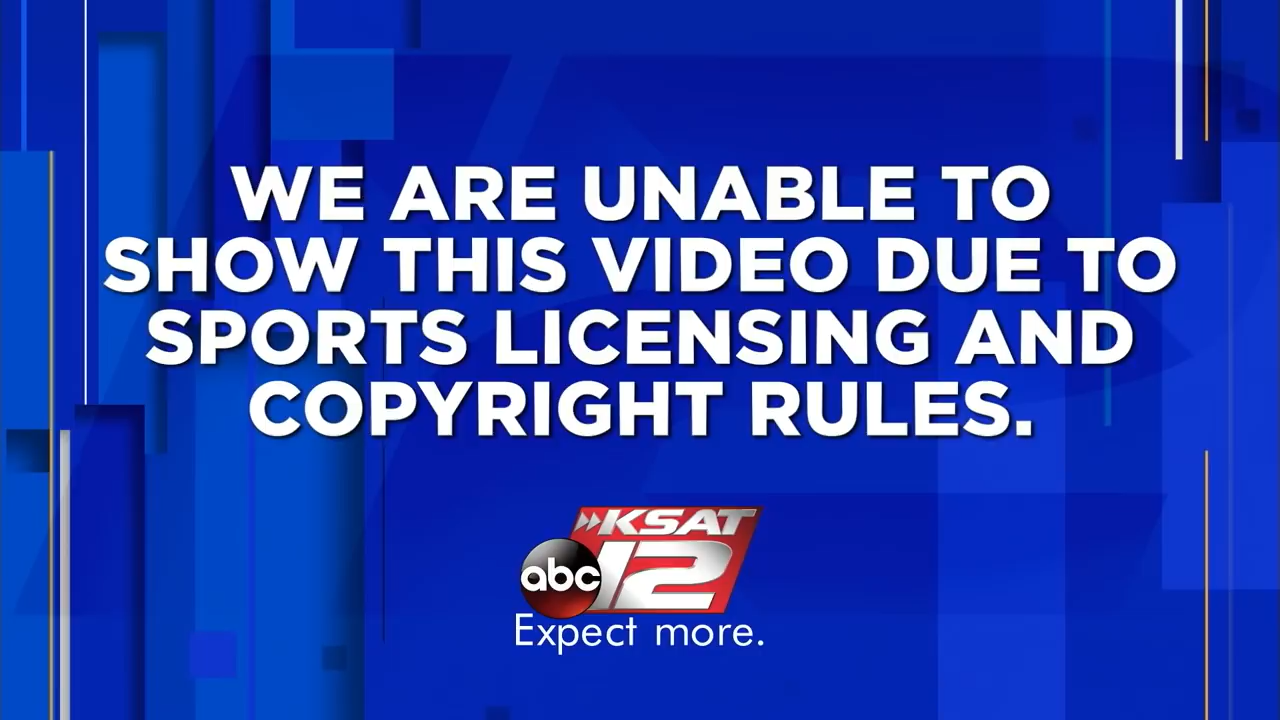 WE ARE UNABLE TO
SHOW THIS VIDEO DUE TO
SPORTS LICENSING AND
COPYRIGHT RULES.
KSAT
abc 12
Expect more.